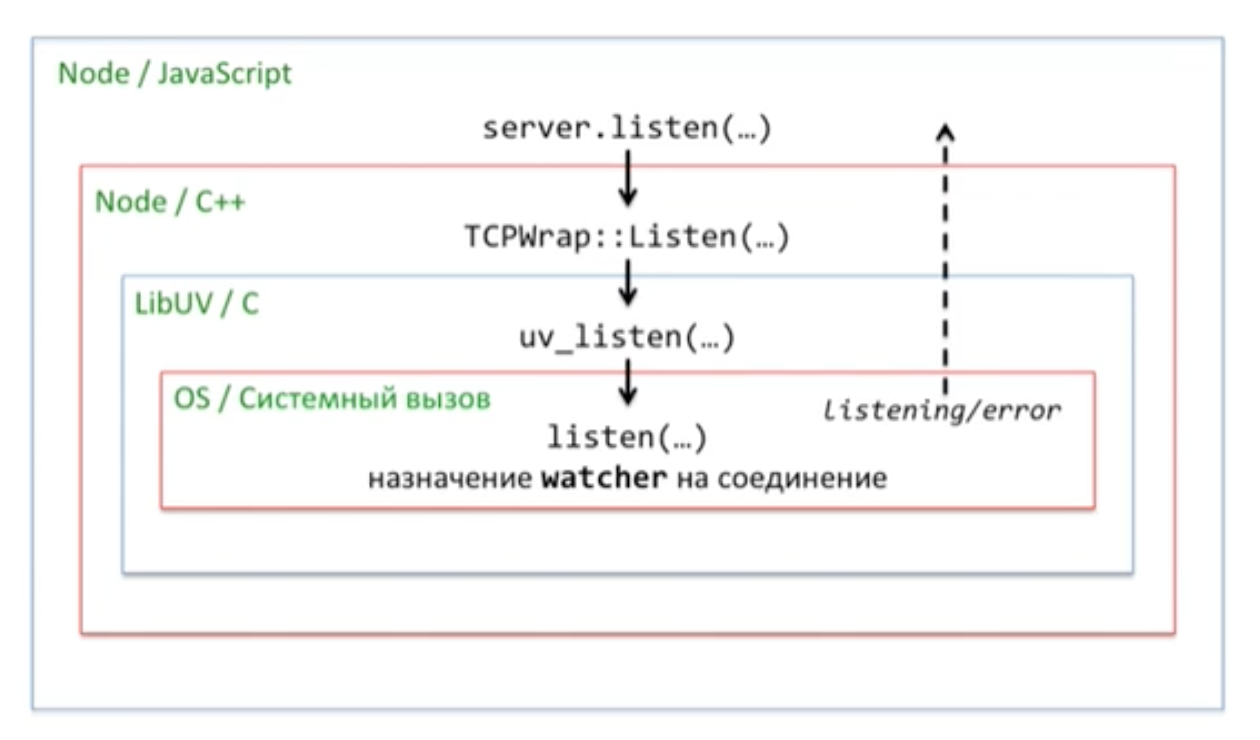 Node / JavaScript
server.listen(…)
Node / C++
TCPWrap::Listen(…)
LibUV / C
uv_listen(…)
OS / Системный вызов
listening/error
listen(…)
назначение watcher на соединение